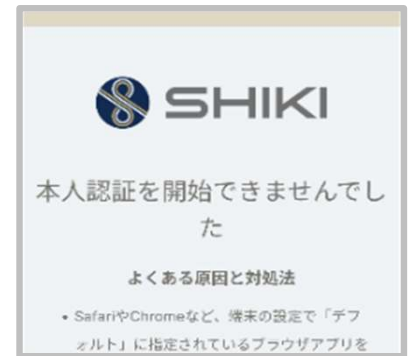 SHIKI
本人認証を開始できませんでし
た
よくある原因と対処法
• SafariやChromeなど、端末の設定で「デフ
ォルト」に指定されているブラウザアプリを